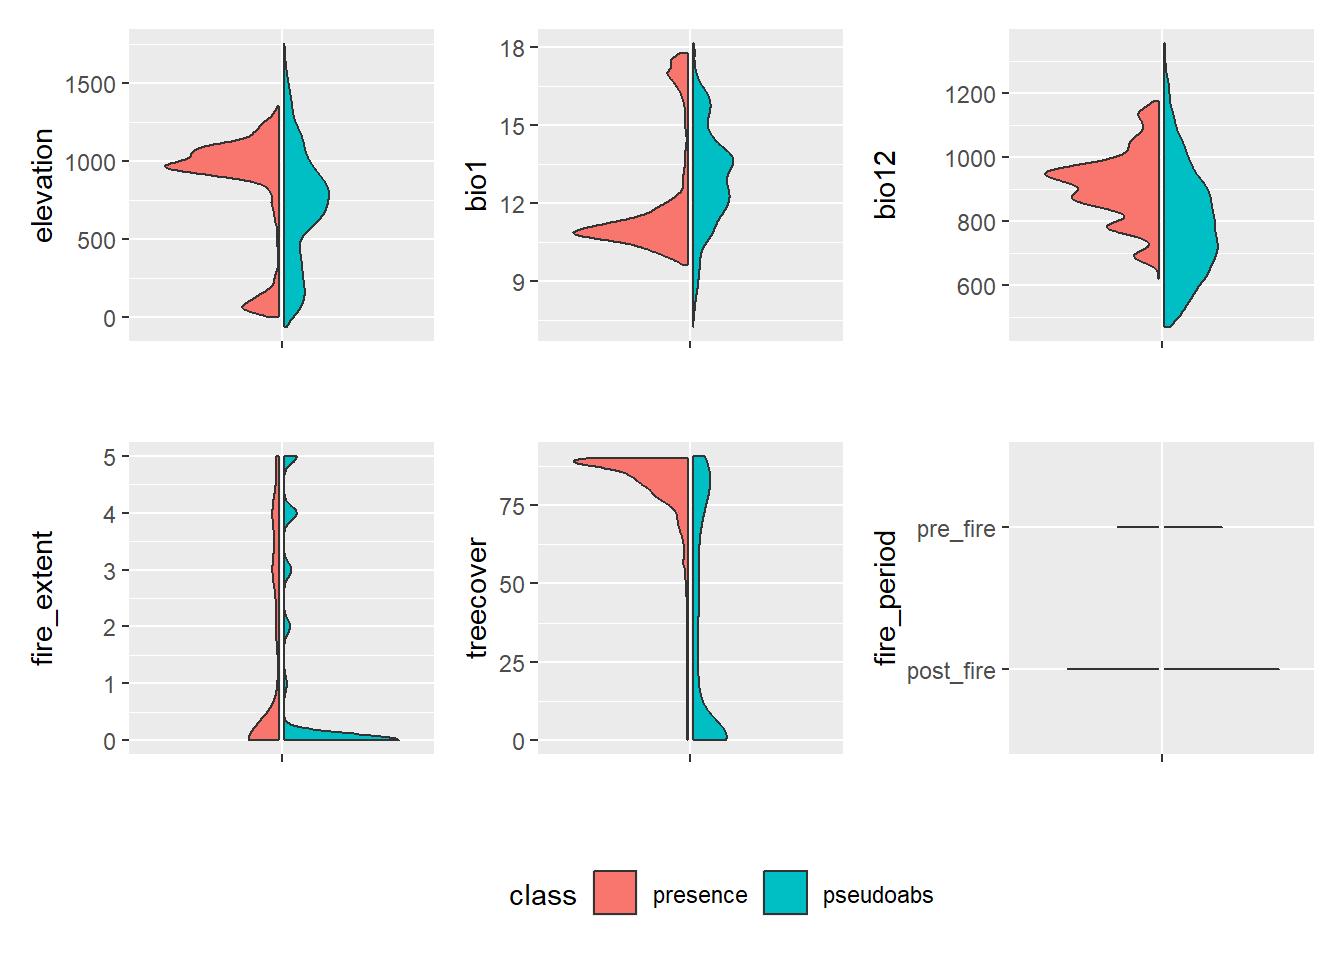 elevation
1500
1000
500
0
bio1
18
15
12
9
bio12
1200
1000
800
600
fire_extent
5
4
3
2
1
0
treecover
75
50
25
0
fire_period
pre_fire
post_fire
class presence pseudoabs